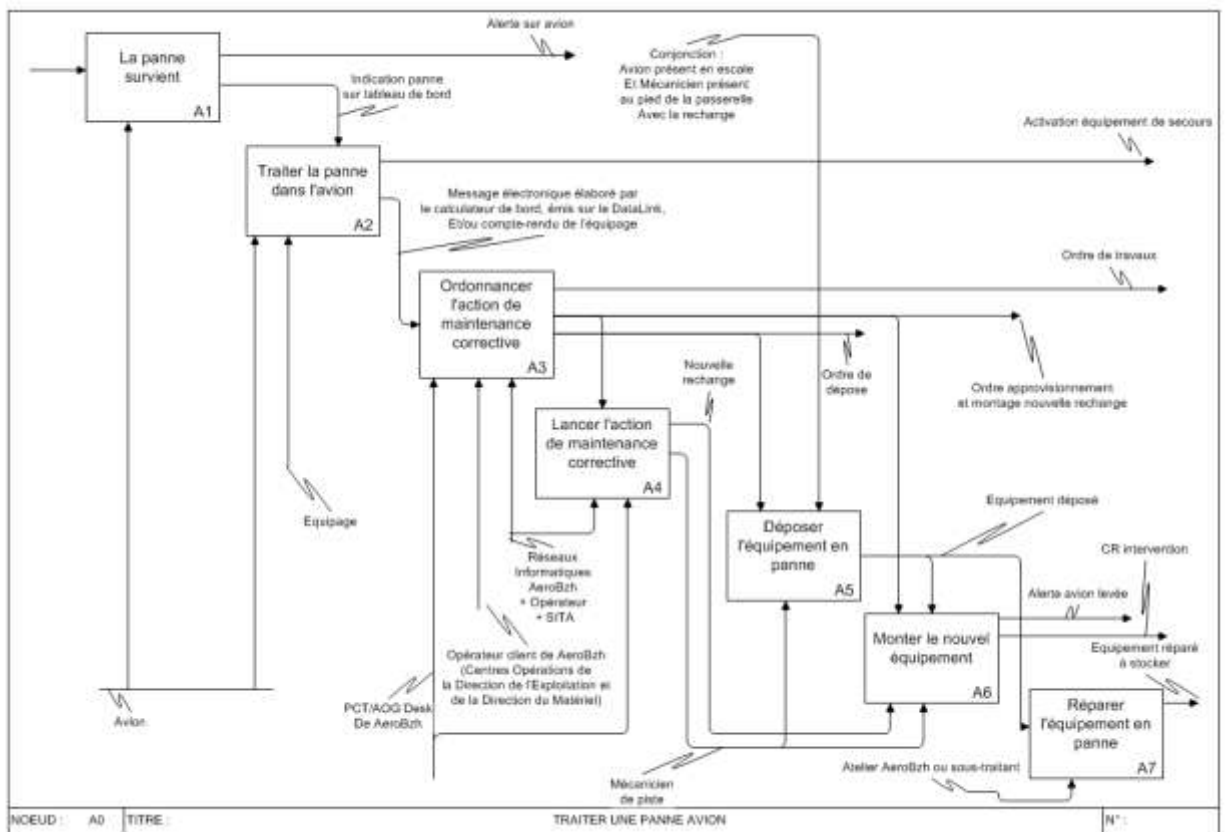 Alerte sur avion
La panne
survient
A1
Indication panne
sur tableau de bord
Conjonction :
Avion présent en escale
Et Mécanicien présent
au pied de la passerelle
Avec la rechange
Activation équipement de secours
Traiter la panne
dans l'avion
A2
Message électronique élaboré par
le calculateur de bord, émis sur le DataLink,
Et/ou compte-rendu de l'équipage
Ordre de travaux
Ordonnancer
l'action de
maintenance
corrective
A3
Nouvelle
rechange
Ordre de
dépose
Ordre approvisionnement
et montage nouvelle rechange
Lancer l'action
de maintenance
corrective
A4
Equipage
Equipement déposé
Déposer
l'équipement en
panne
A5
CR intervention
Réseaux
Informatiques
AeroBzh
+ Opérateur
+ SITA
Alerte avion levée
Monter le nouvel
équipement
A6
Equipement réparé
à stocker
Opérateur client de AeroBzh
(Centres Opérations de
la Direction de l'Exploitation et
de la Direction du Matériel)
PCT/AOG Desk
De AeroBzh
Avion
Réparer
l'équipement en
panne
A7
Atelier AeroBzh ou sous-traitant
Mécanicien
de piste
NOEUD : A0 TITRE : TRAITER UNE PANNE AVION N° :